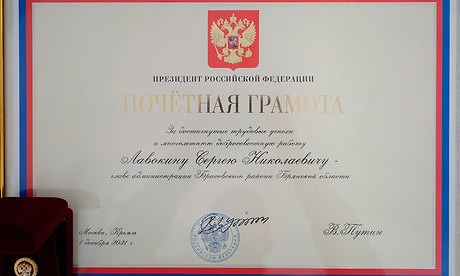 ПРЕЗИДЕНТ РОССИЙСКОЙ ФЕДЕРАЦИИ
ПОЧЁТНАЯ ГРАМОТА
За достигнутые трудовые успехи
и многолетнюю добросовестную работу
Лавокину Сергею Николаевичу -
главе администрации Брасовского района Брянской области
Москва, Кремль
1 декабря 2021 г.
В.Путин